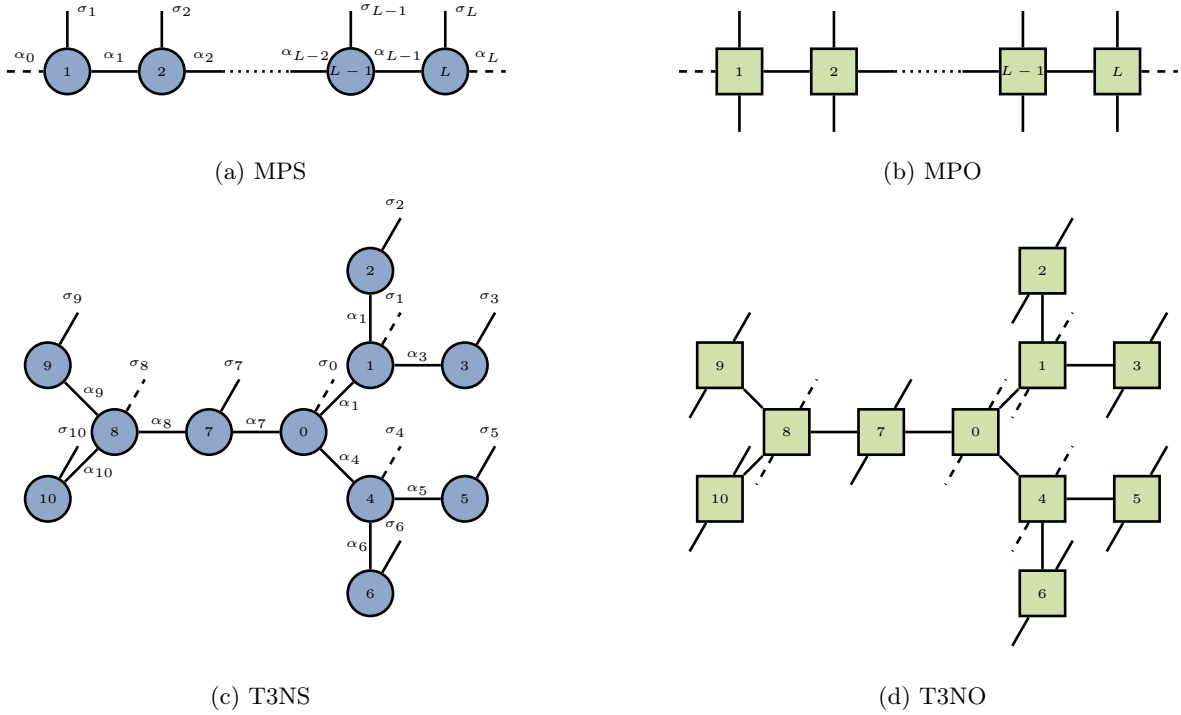 σ1 σ2 σL−1 σL
α0 α1 α2 αL−2 αL−1 αL
1 2 L − 1 L
1 2 L − 1 L
(a) MPS
(b) MPO
σ2
2
2
σ9 α1 σ1 σ3
9 σ8 σ7 σ0 1 α3 3
9 1 3
α9 α1
σ10 8 α8 7 α7 0 σ4 σ5
8 7 0
α10 α4
10 4 α5 5
10 4 5
α6 σ6
6
6
(c) T3NS
(d) T3NO